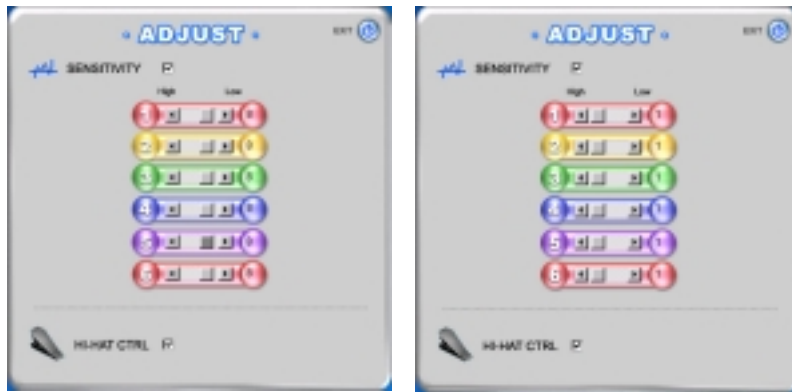 ADJUST
EXIT
SENSITIVITY
High Low
1
2
3
4
5
HI-HAT CTRL
ADJUST
EXIT
SENSITIVITY
High Low
1 1
2 1
3 1
4 1
5 1
6 1
HI-HAT CTRL